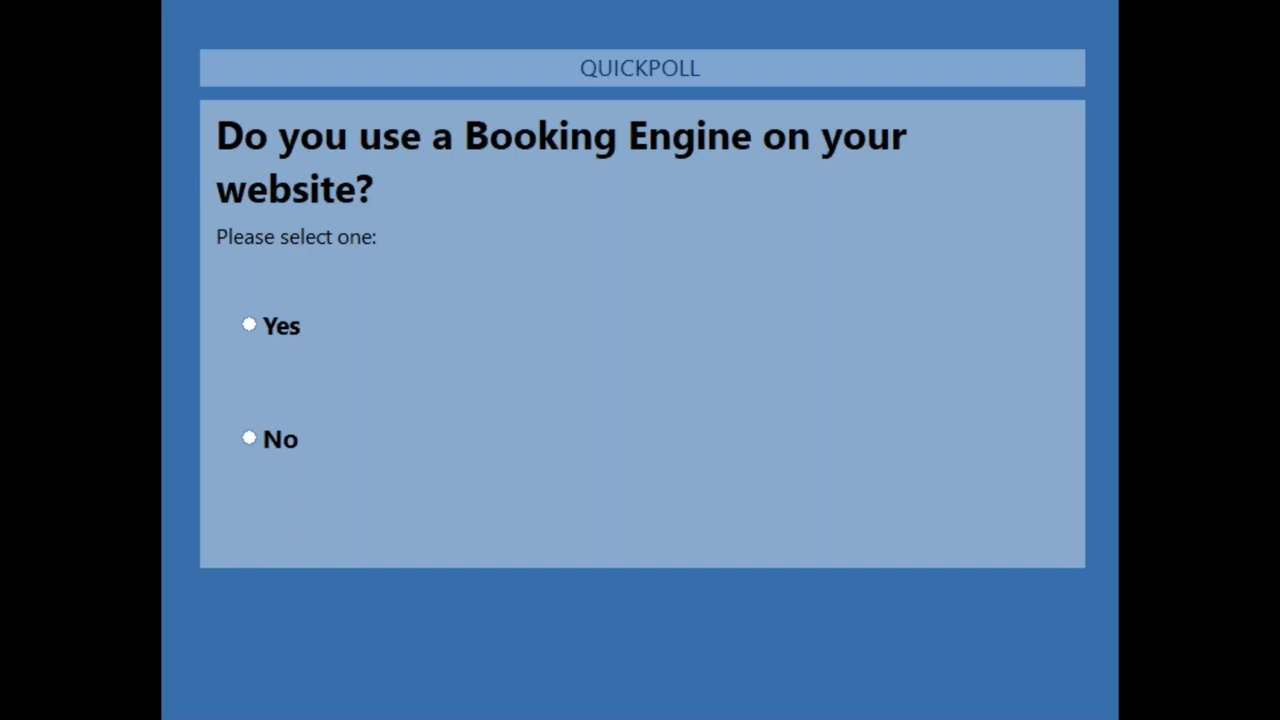 QUICKPOLL
Do you use a Booking Engine on your
website?
Please select one:
Yes
No